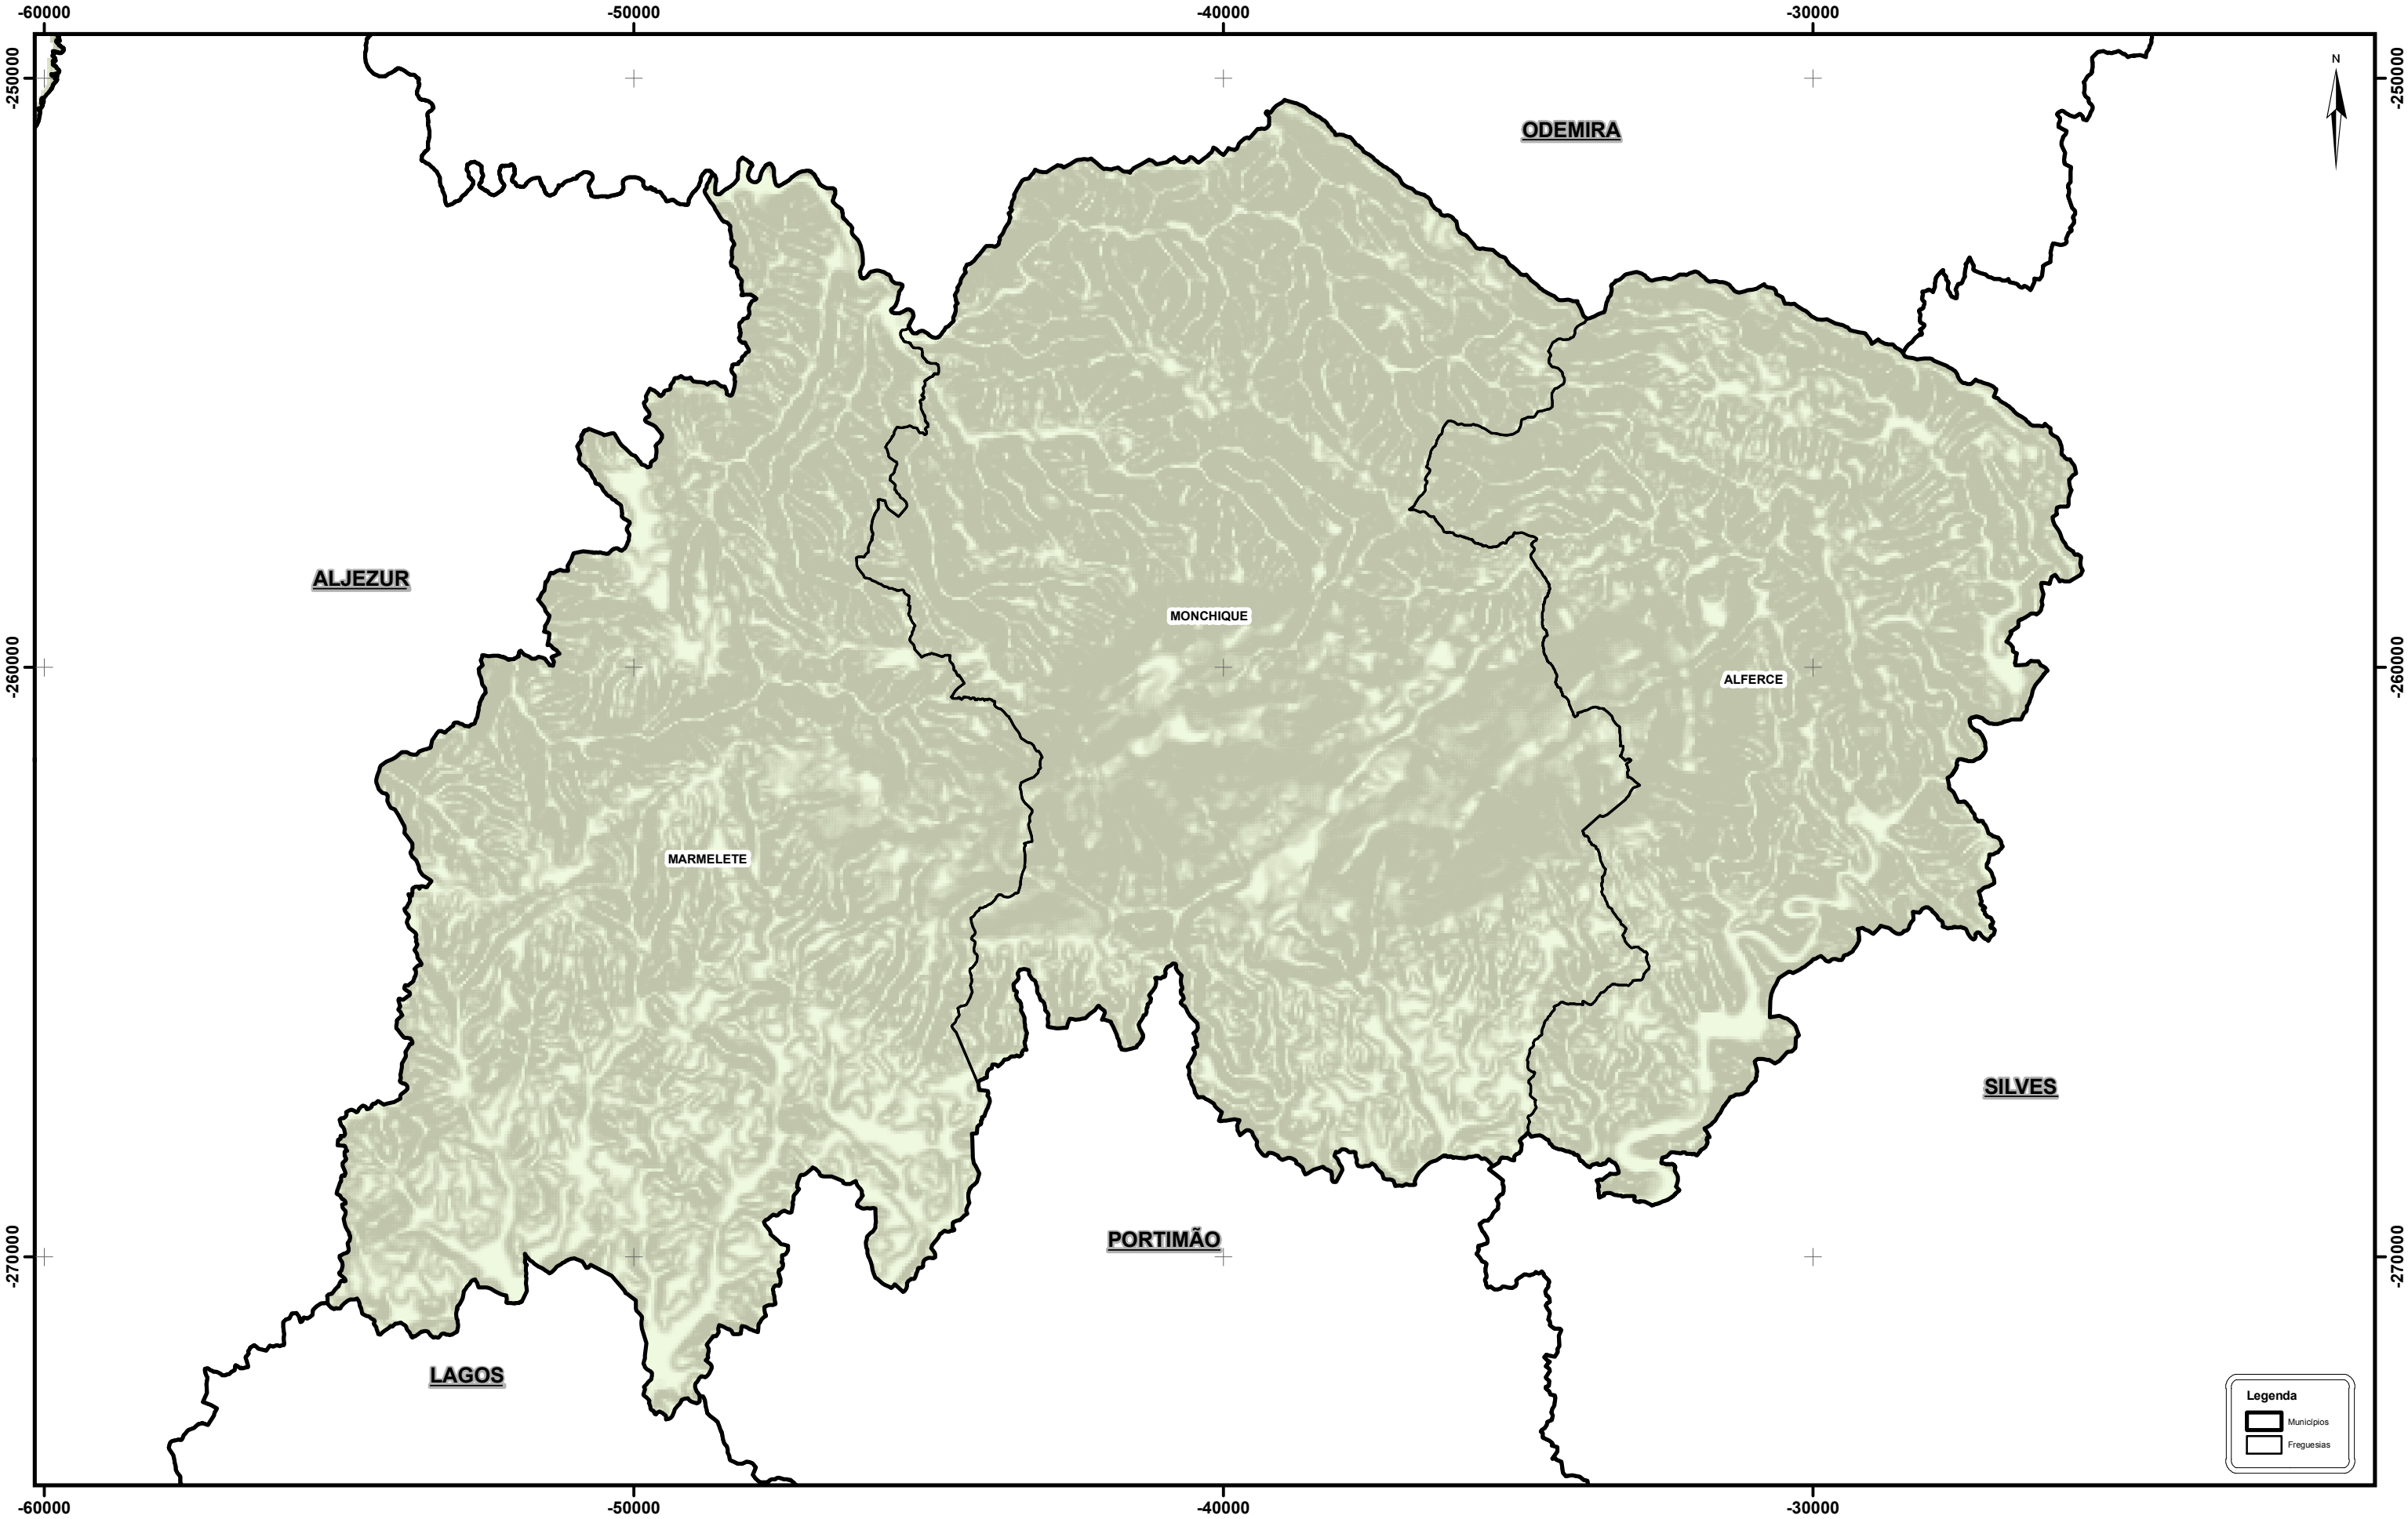 -60000 -50000 -40000 -30000
-250000 -250000
N
ODEMIRA
ALJEZUR
MONCHIQUE
-260000 -260000
ALFERCE
MARMELETE
SILVES
PORTIMÃO
-270000 -270000
LAGOS
Legenda
Municípios
Freguesias
-60000 -50000 -40000 -30000